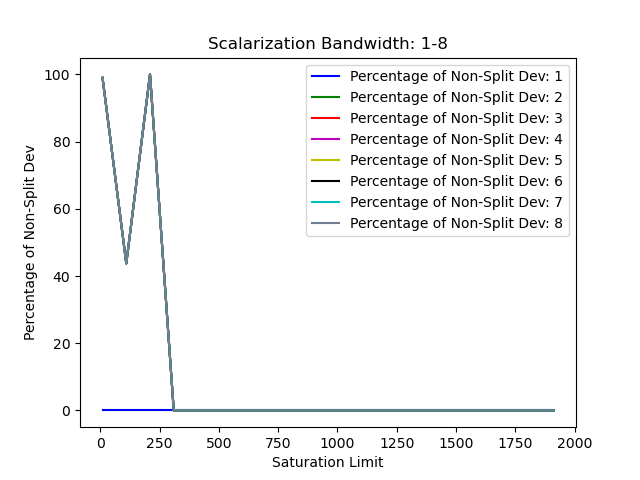 Scalarization Bandwidth: 1-8
Percentage of Non-Split Dev: 1
Percentage of Non-Split Dev: 2
Percentage of Non-Split Dev: 3
Percentage of Non-Split Dev: 4
Percentage of Non-Split Dev: 5
Percentage of Non-Split Dev: 6
Percentage of Non-Split Dev: 7
Percentage of Non-Split Dev: 8
Percentage of Non-Split Dev
100
80
60
40
20
0
0 250 500 750 1000 1250 1500 1750 2000
Saturation Limit